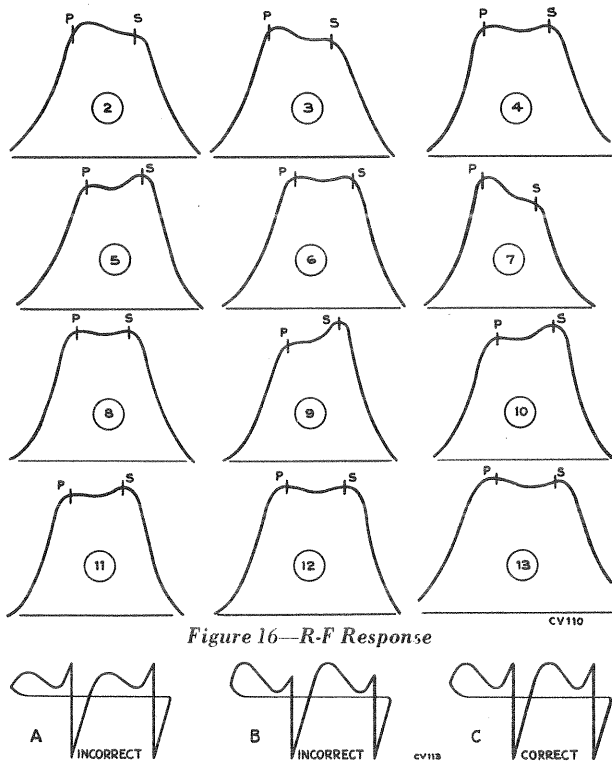 P S P S P S
2 3 4
P S P S P S
5 6 7
P S P S P S
8 9 10
P S P S P S
11 12 13
CV110
Figure 16—R-F Response
A INCORRECT B INCORRECT CV113 C CORRECT